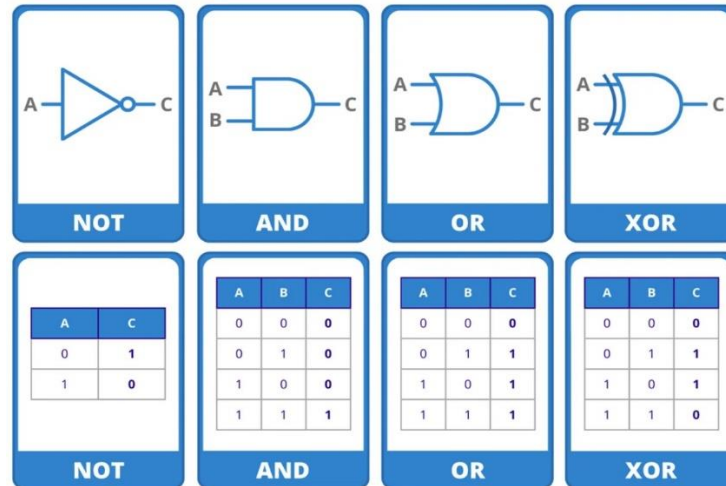 A C
NOT
A B C
AND
A B C
OR
A B C
XOR
A C
0 1
1 0
NOT
A B C
0 0 0
0 1 0
1 0 0
1 1 1
AND
A B C
0 0 0
0 1 1
1 0 1
1 1 1
OR
A B C
0 0 0
0 1 1
1 0 1
1 1 0
XOR